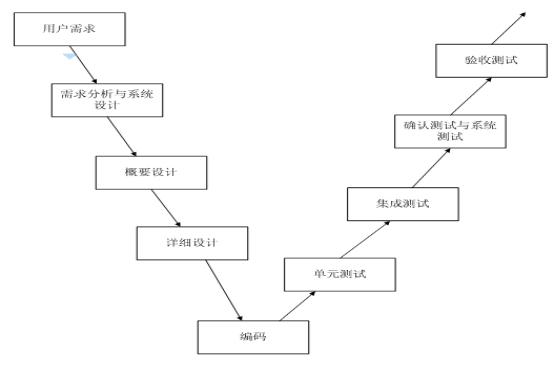 用户需求
需求分析与系统
设计
概要设计
详细设计
编码
单元测试
集成测试
确认测试与系统
测试
验收测试